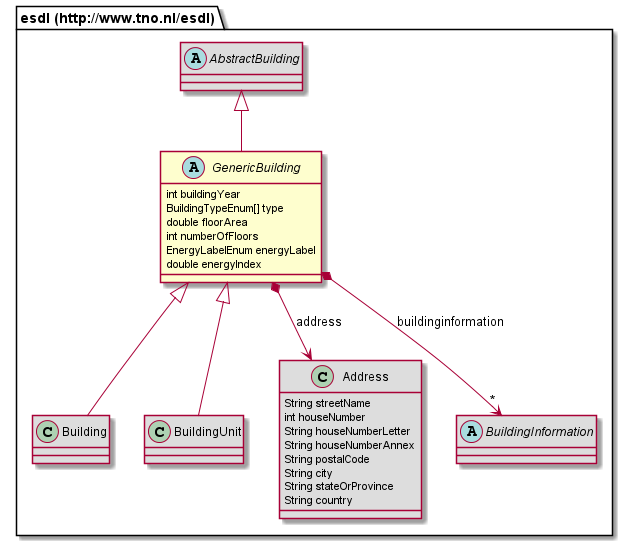 esdl (http://www.tno.nl/esdl)
A AbstractBuilding
A GenericBuilding
int buildingYear
BuildingTypeEnum[] type
double floorArea
int numberOfFloors
EnergyLabelEnum energyLabel
double energyIndex
address
buildinginformation
*
C Building
C BuildingUnit
C Address
String streetName
int houseNumber
String houseNumberLetter
String houseNumberAnnex
String postalCode
String city
String stateOrProvince
String country
A BuildingInformation